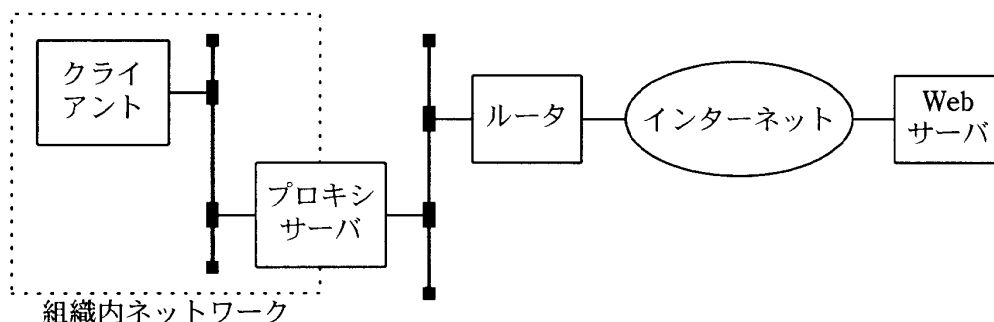 クライ
アント
プロキシ
サーバ
ルータ
インターネット
Web
サーバ
組織内ネットワーク